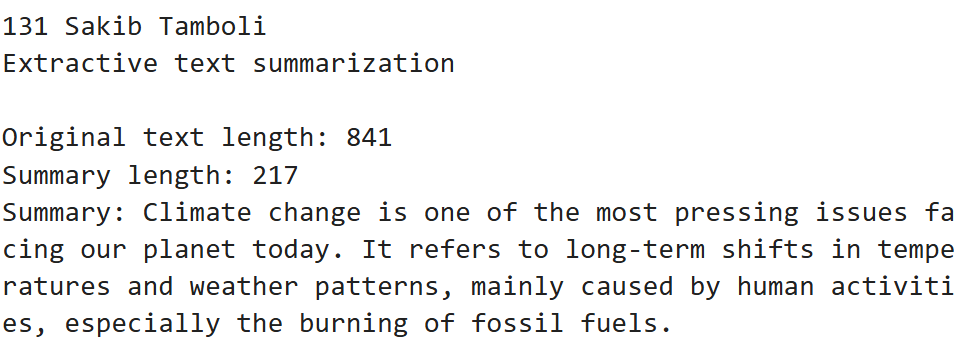 131 Sakib Tamboli
Extractive text summarization
Original text length: 841
Summary length: 217
Summary: Climate change is one of the most pressing issues fa
cing our planet today. It refers to long-term shifts in tempe
ratures and weather patterns, mainly caused by human activiti
es, especially the burning of fossil fuels.